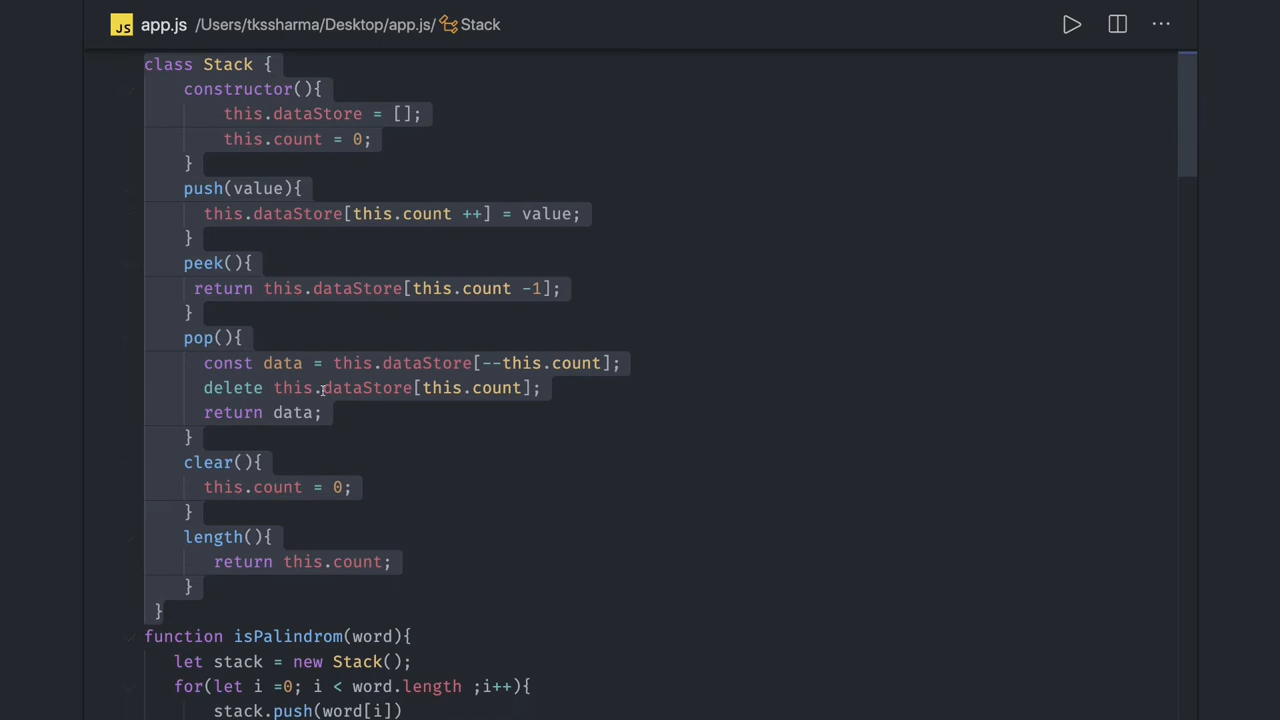 JS app.js /Users/tkssharma/Desktop/app.js/ Stack
class Stack {
constructor(){
this.dataStore = [];
this.count = 0;
}
push(value){
this.dataStore[this.count ++] = value;
}
peek(){
return this.dataStore[this.count -1];
}
pop(){
const data = this.dataStore[--this.count];
delete this.dataStore[this.count];
return data;
}
clear(){
this.count = 0;
}
length(){
return this.count;
}
}
function isPalindrom(word){
let stack = new Stack();
for(let i =0; i < word.length ;i++){
stack.push(word[i])